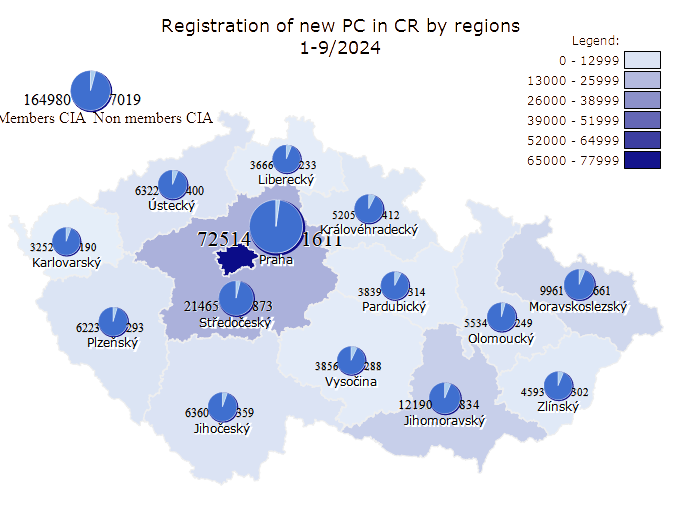 Registration of new PC in CR by regions
1-9/2024
Legend:
0 - 12999
13000 - 25999
26000 - 38999
39000 - 51999
52000 - 64999
65000 - 77999
164980 7019
Members CIA Non members CIA
3666 233
Liberecký
6322 400
Ústecký
5205 412
Královéhradecký
72514 1611
Praha
3252 190
Karlovarský
21465 873
Středočeský
3839 314
Pardubický
9961 661
Moravskoslezský
6223 293
Plzeňský
5534 249
Olomoucký
3856 288
Vysočina
4593 302
Zlínský
6360 359
Jihočeský
12190 834
Jihomoravský